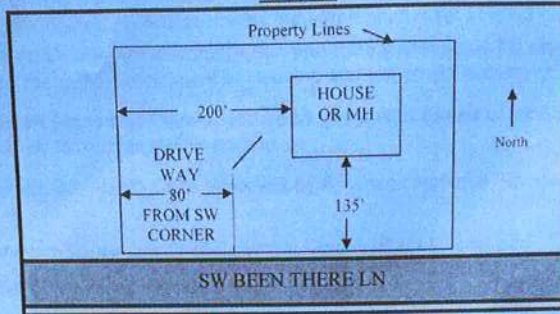 Property Lines
HOUSE
OR MH
200'
North
DRIVE
WAY
80'
FROM SW
CORNER
135'
SW BEEN THERE LN